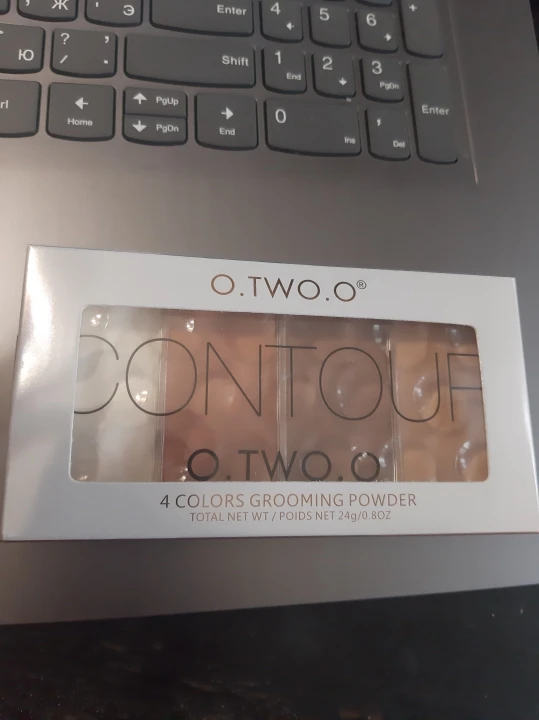 Ж Э Enter 4 5 6 +
Ю ? / , . Shift 1 End 2 3 PgDn
Home PgUp PgDn End 0 Ins , Del Enter
O.TWO.O®
CONTOUR
O.TWO.O
4 COLORS GROOMING POWDER
TOTAL NET WT / POIDS NET 24g/0.8OZ